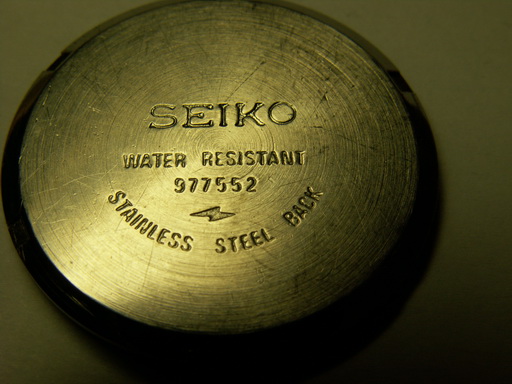 SEIKO
WATER RESISTANT
977552
STAINLESS STEEL BACK